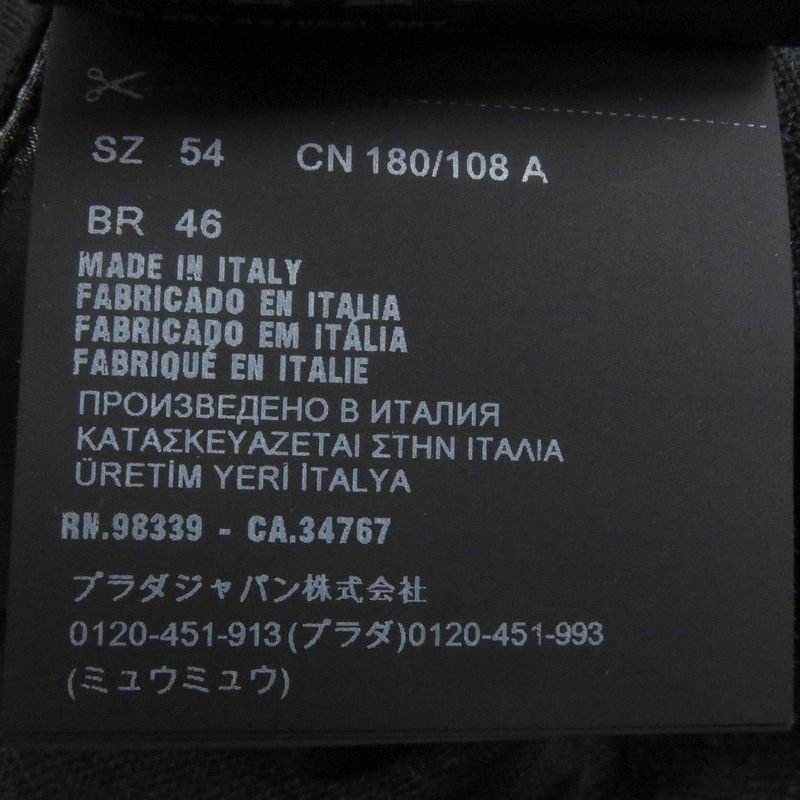 SZ 54 CN 180/108 A
BR 46
MADE IN ITALY
FABRICADO EN ITALIA
FABRICADO EM ITÁLIA
FABRIQUÉ EN ITALIE
ПРОИЗВЕДЕНО В ИТАЛИЯ
ΚΑΤΑΣΚΕΥΑΖΕΤΑΙ ΣΤΗΝ ΙΤΑΛΙΑ
ÜRETİM YERİ İTALYA
RN.98339 - CA.34767
プラダジャパン株式会社
0120-451-913(プラダ)0120-451-993
(ミュウミュウ)